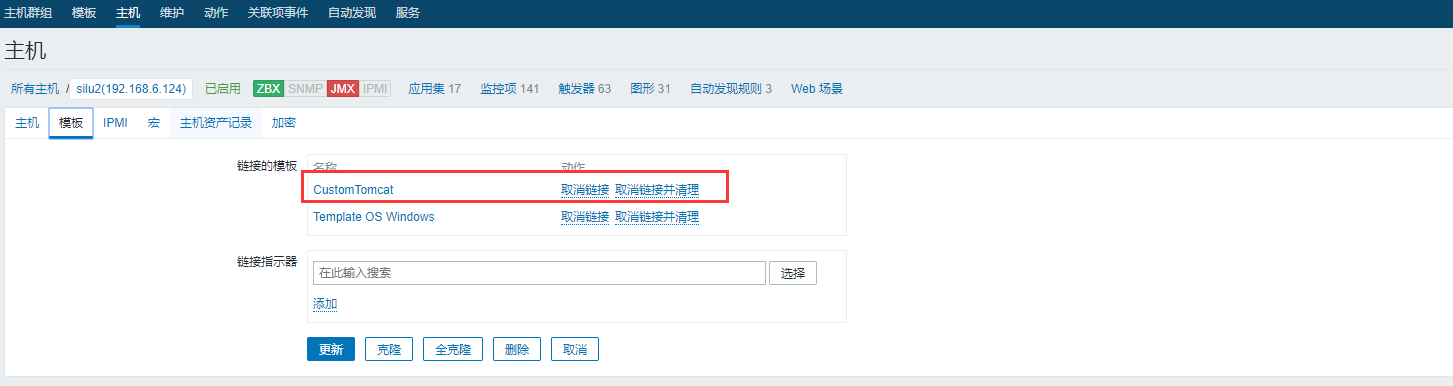 主机群组 模板 主机 维护 动作 关联项事件 自动发现 服务
主机
所有主机 / silu2(192.168.6.124) 已启用 ZBX SNMP JMX IPMI 应用集 17 监控项 141 触发器 63 图形 31 自动发现规则 3 Web 场景
主机 模板 IPMI 宏 主机资产记录 加密
链接的模板 名称 动作
CustomTomcat 取消链接 取消链接并清理
Template OS Windows 取消链接 取消链接并清理
链接指示器 在此输入搜索 选择
添加
更新 克隆 全克隆 删除 取消